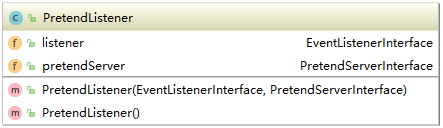 C PretendListener
f listener EventListenerInterface
f pretendServer PretendServerInterface
m PretendListener(EventListenerInterface, PretendServerInterface)
m PretendListener()